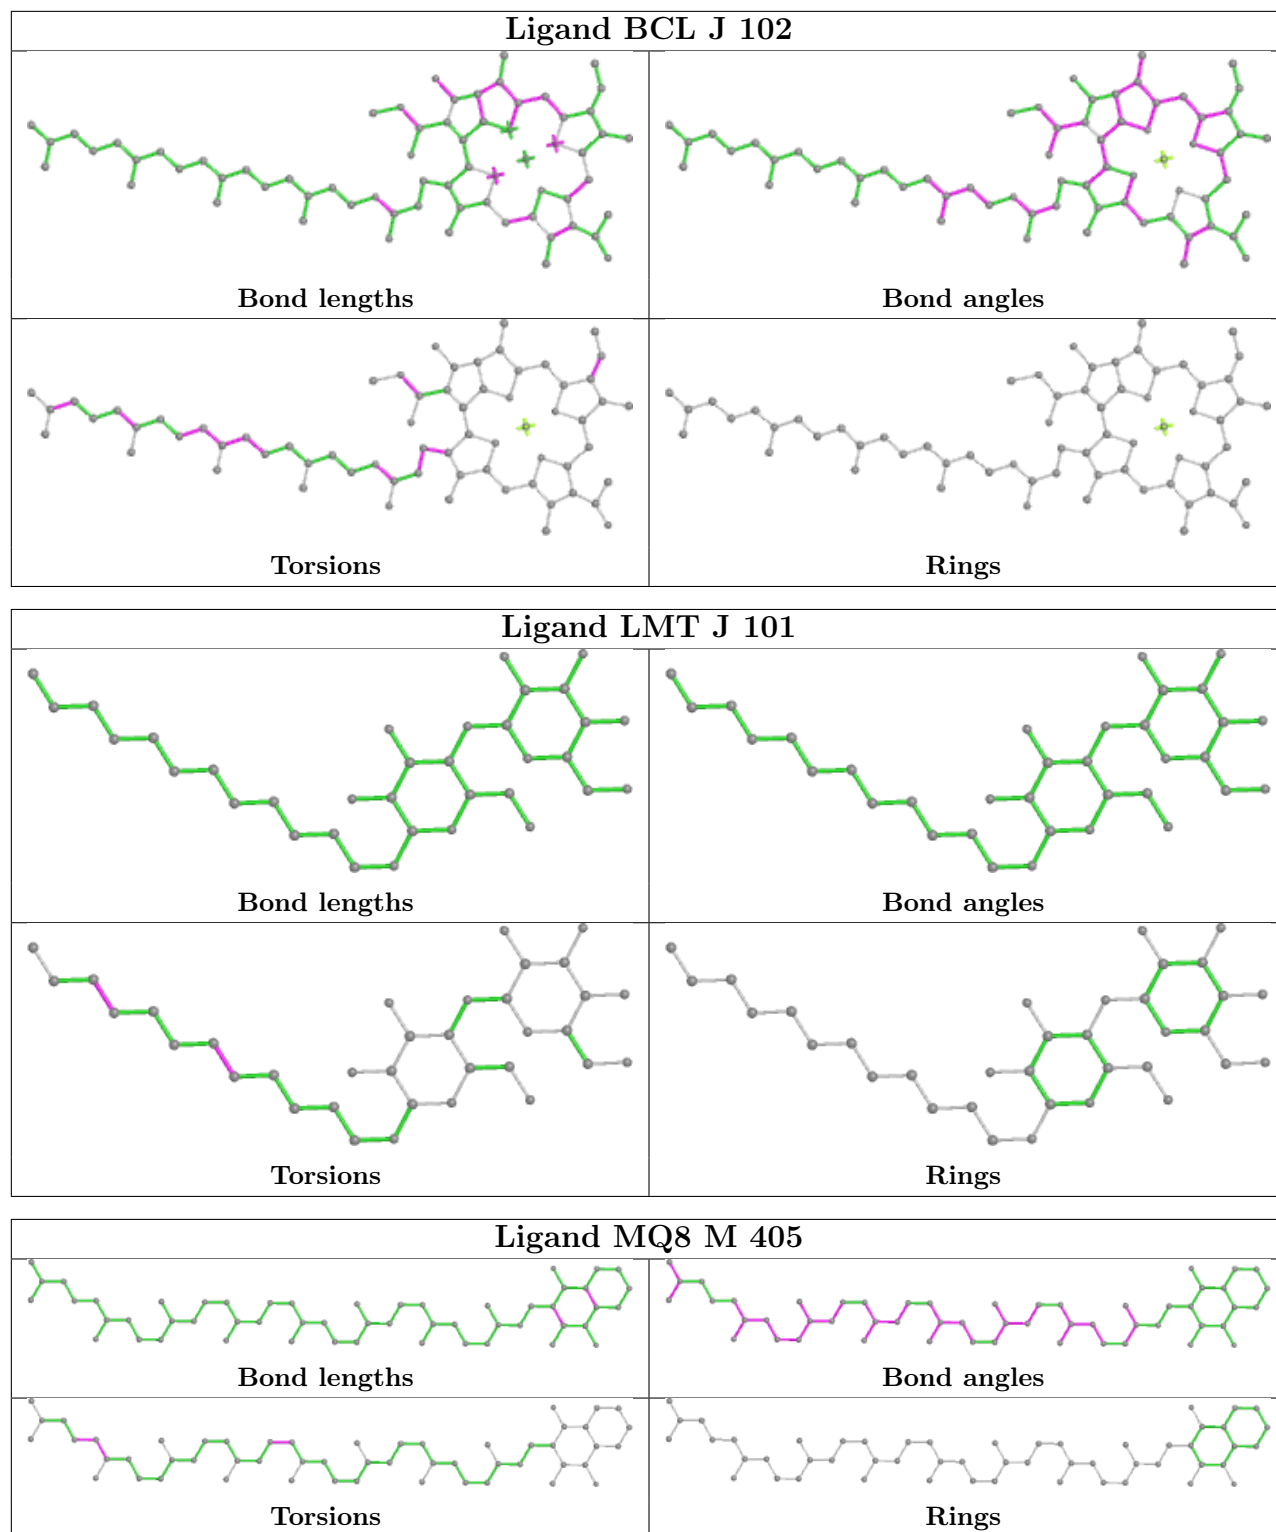 Ligand BCL J 102
Bond lengths
Bond angles
Torsions
Rings
Ligand LMT J 101
Bond lengths
Bond angles
Torsions
Rings
Ligand MQ8 M 405
Bond lengths
Bond angles
Torsions
Rings